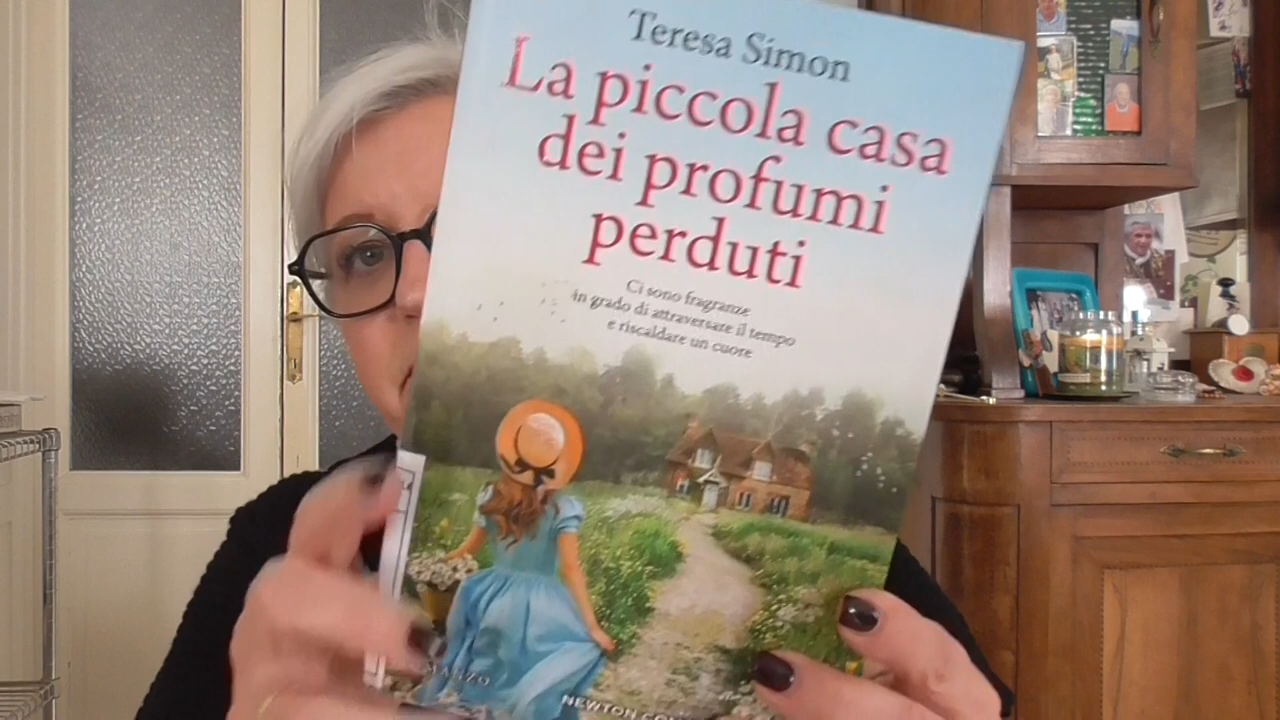 Teresa Simon
La piccola casa
dei profumi
perduti
Ci sono fragranze
in grado di attraversare il tempo
e riscaldare un cuore
NEWTON